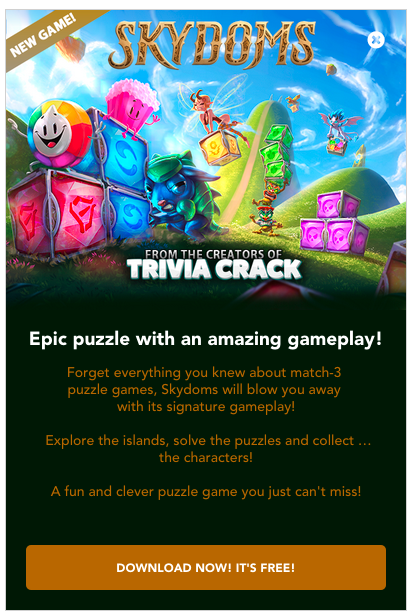 NEW GAME!
SKYDOMS
FROM THE CREATORS OF
TRIVIA CRACK
Epic puzzle with an amazing gameplay!
Forget everything you knew about match-3
puzzle games, Skydoms will blow you away
with its signature gameplay!
Explore the islands, solve the puzzles and collect …
the characters!
A fun and clever puzzle game you just can't miss!
DOWNLOAD NOW! IT'S FREE!